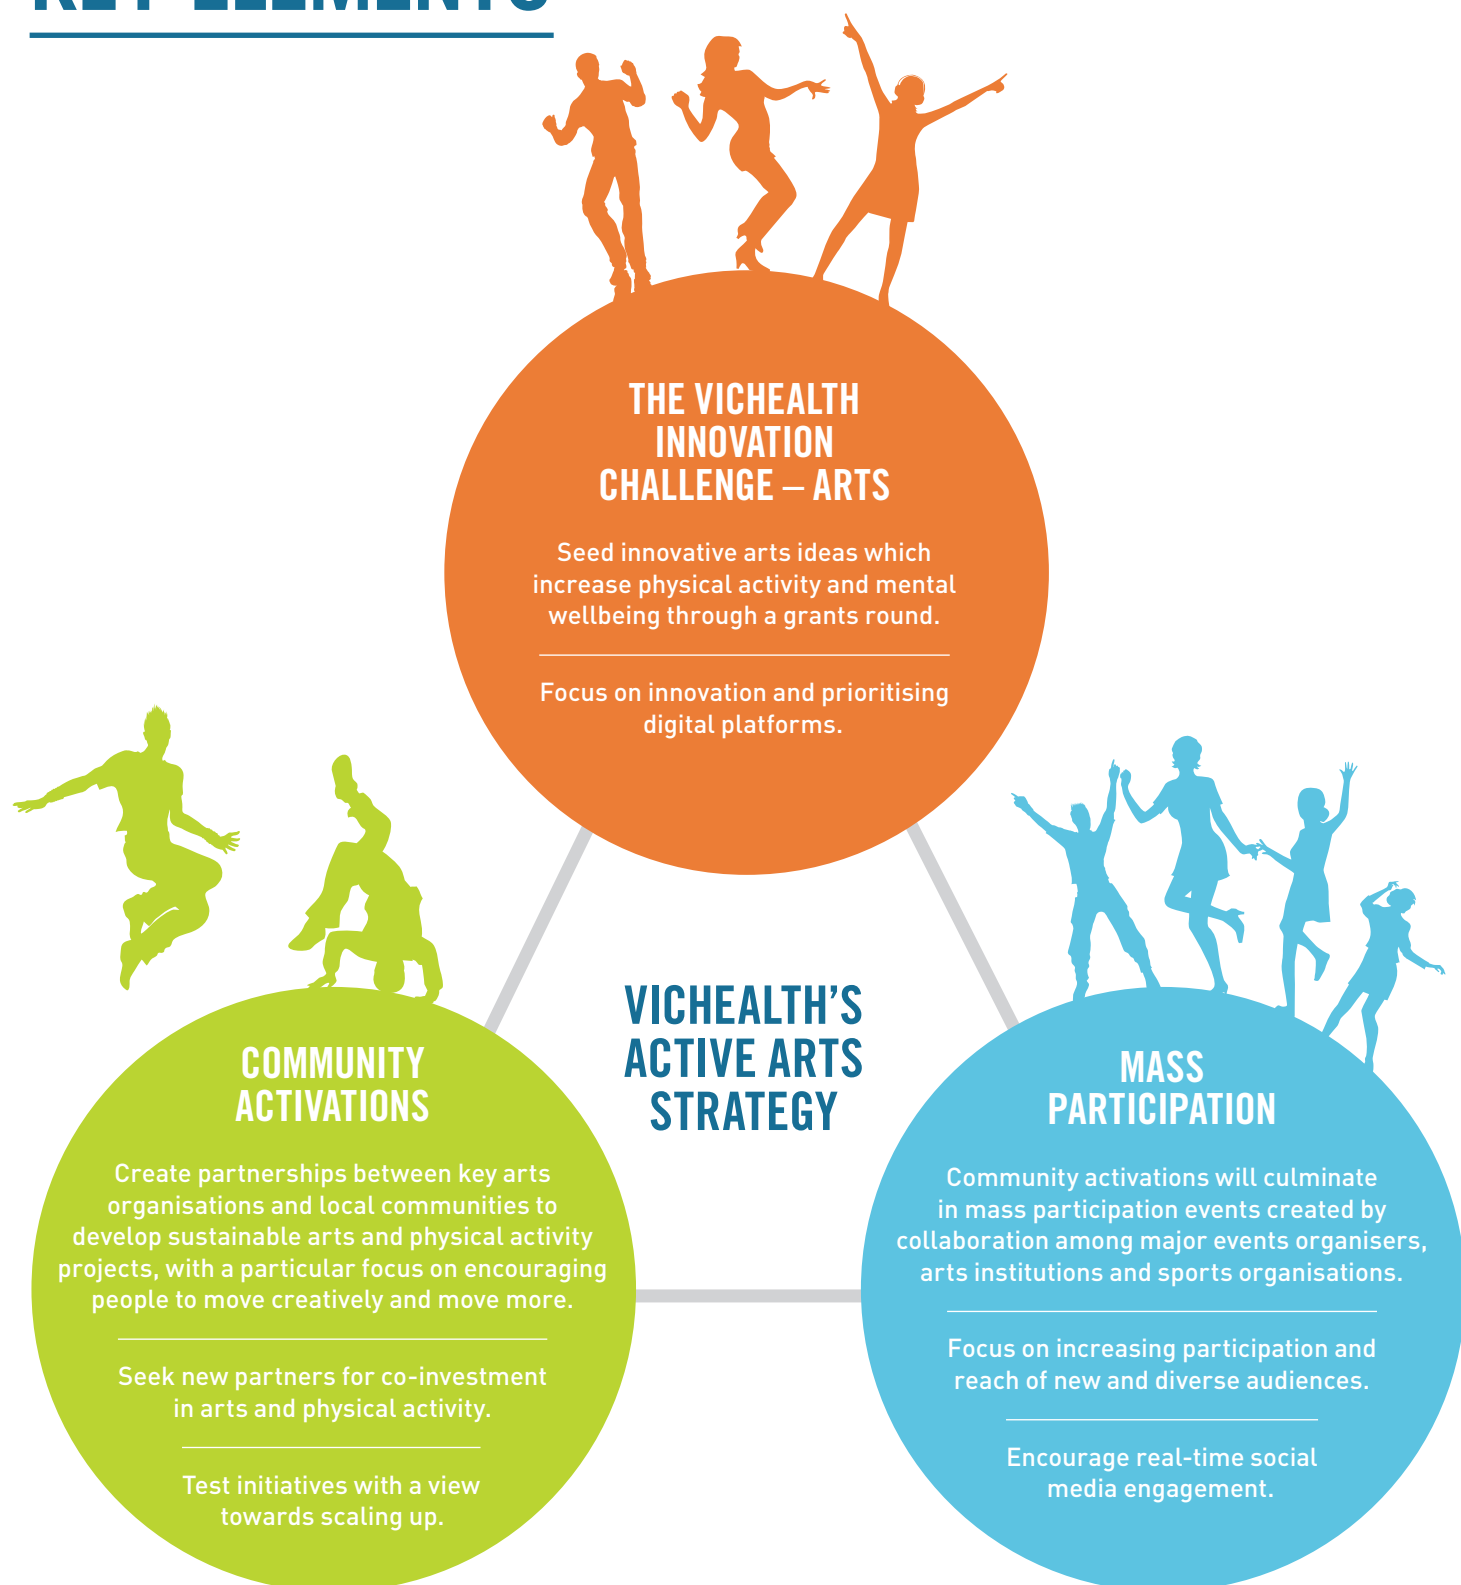 KEY ELEMENTS
THE VICHEALTH
INNOVATION
CHALLENGE – ARTS
Seed innovative arts ideas which
increase physical activity and mental
wellbeing through a grants round.
Focus on innovation and prioritising
digital platforms.
VICHEALTH’S
ACTIVE ARTS
STRATEGY
COMMUNITY
ACTIVATIONS
Create partnerships between key arts
organisations and local communities to
develop sustainable arts and physical activity
projects, with a particular focus on encouraging
people to move creatively and move more.
Seek new partners for co-investment
in arts and physical activity.
Test initiatives with a view
towards scaling up.
MASS
PARTICIPATION
Community activations will culminate
in mass participation events created by
collaboration among major events organisers,
arts institutions and sports organisations.
Focus on increasing participation and
reach of new and diverse audiences.
Encourage real-time social
media engagement.